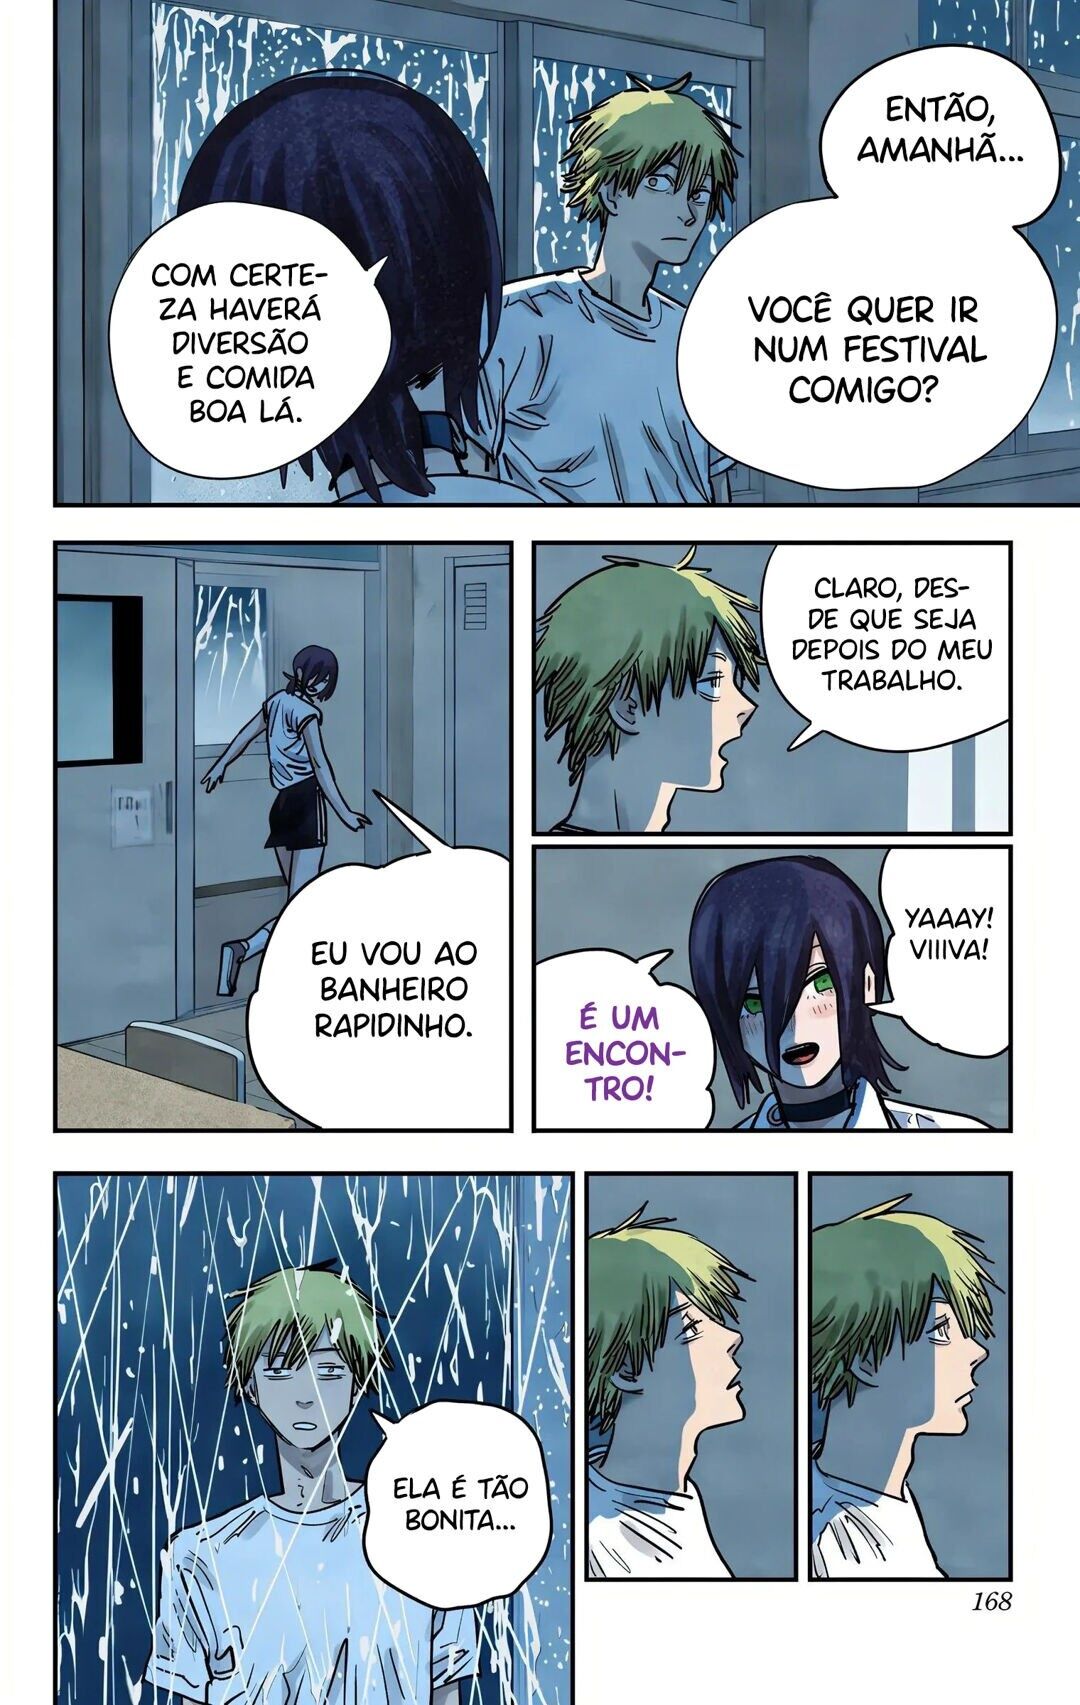 ENTÃO,
AMANHÃ...
VOCÊ QUER IR
NUM FESTIVAL
COMIGO?
COM CERTE-
ZA HAVERÁ
DIVERSÃO
E COMIDA
BOA LÁ.
CLARO, DES-
DE QUE SEJA
DEPOIS DO MEU
TRABALHO.
YAAAY!
VIIIVA!
É UM
ENCON-
TRO!
EU VOU AO
BANHEIRO
RAPIDINHO.
ELA É TÃO
BONITA...
168